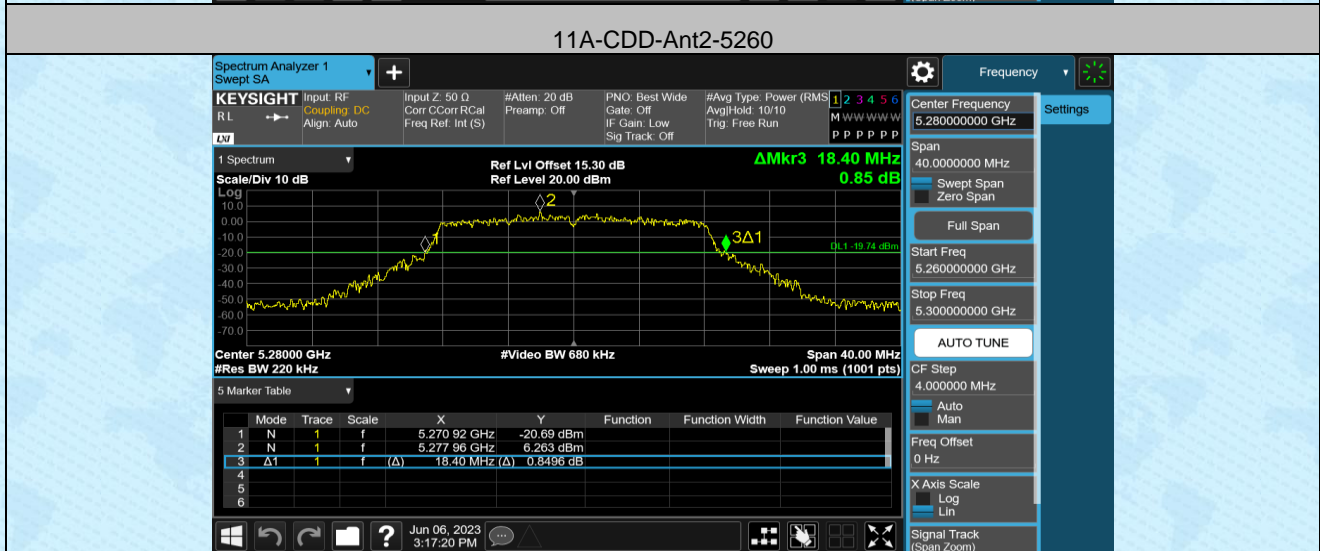 (Span Zoom)
11A-CDD-Ant2-5260
Spectrum Analyzer 1
Swept SA
Frequency
KEYSIGHT
R L
LXI
Input: RF
Coupling: DC
Align: Auto
Input Z: 50 Ω
Corr CCorr RCal
Freq Ref: Int (S)
#Atten: 20 dB
Preamp: Off
PNO: Best Wide
Gate: Off
IF Gain: Low
Sig Track: Off
#Avg Type: Power (RMS
Avg|Hold: 10/10
Trig: Free Run
1 2 3 4 5 6
M W W W W W
P P P P P P
1 Spectrum
Scale/Div 10 dB
Ref Lvl Offset 15.30 dB
Ref Level 20.00 dBm
ΔMkr3 18.40 MHz
0.85 dB
Log
10.0
0.00
-10.0
-20.0
-30.0
-40.0
-50.0
-60.0
-70.0
2
1
3Δ1
DL1 -19.74 dBm
Center 5.28000 GHz
#Video BW 680 kHz
Span 40.00 MHz
#Res BW 220 kHz
Sweep 1.00 ms (1001 pts)
5 Marker Table
Mode Trace Scale X Y Function Function Width Function Value
1 N 1 f 5.270 92 GHz -20.69 dBm
2 N 1 f 5.277 96 GHz 6.263 dBm
3 Δ1 1 f (Δ) 18.40 MHz (Δ) 0.8496 dB
4
5
6
?
Jun 06, 2023
3:17:20 PM
Center Frequency
5.280000000 GHz
Settings
Span
40.0000000 MHz
Swept Span
Zero Span
Full Span
Start Freq
5.260000000 GHz
Stop Freq
5.300000000 GHz
AUTO TUNE
CF Step
4.000000 MHz
Auto
Man
Freq Offset
0 Hz
X Axis Scale
Log
Lin
Signal Track
(Span Zoom)